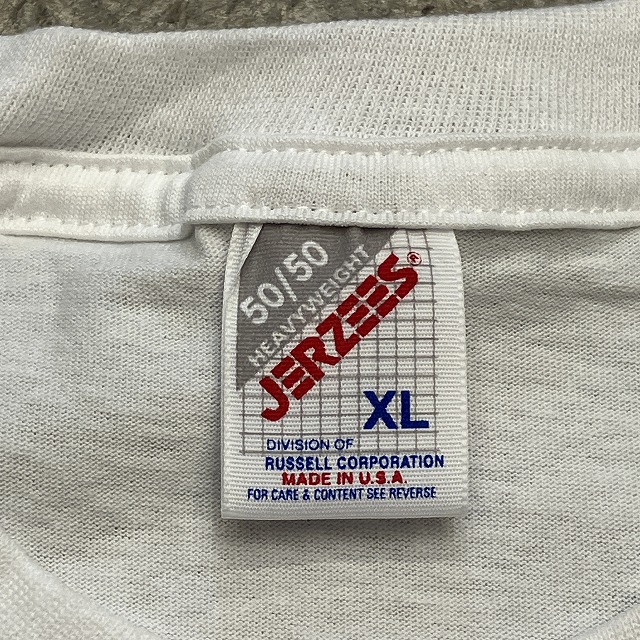 50/50
HEAVYWEIGHT
JERZEES®
XL
DIVISION OF
RUSSELL CORPORATION
MADE IN U.S.A.
FOR CARE & CONTENT SEE REVERSE